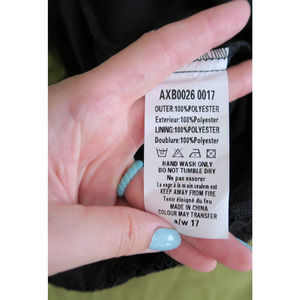 AXB0026 0017
OUTER:100%POLYESTER
Exterieur:100%Polyester
LINING:100%POLYESTER
Doublure:100%Polyester
HAND WASH ONLY
DO NOT TUMBLE DRY
Ne pas essorer
La vage à la main seulem ent
KEEP AWAY FROM FIRE
Tenir éloigné du feu
MADE IN CHINA
COLOUR MAY TRANSFER
a/w 17